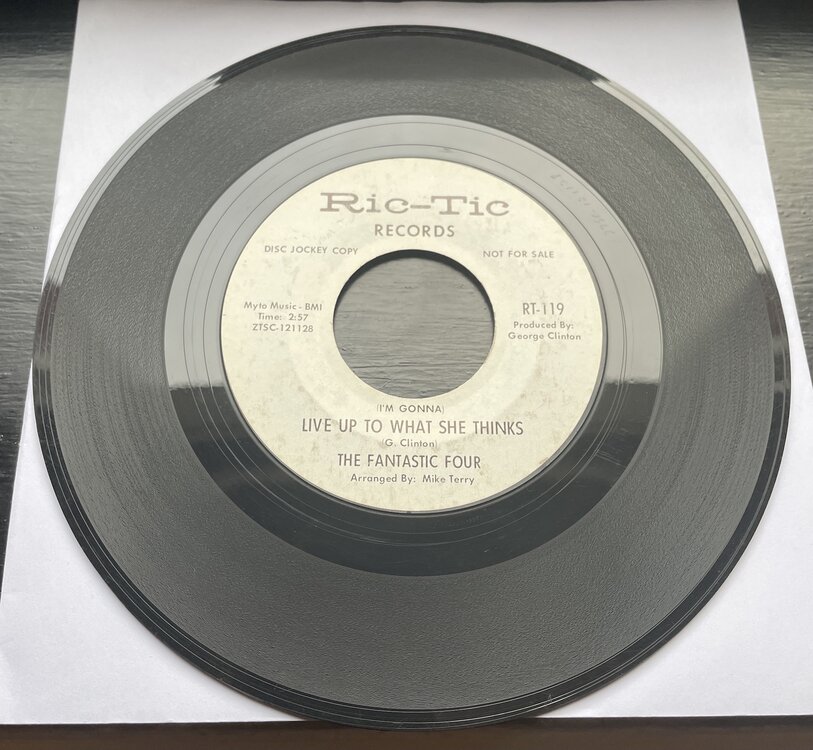 Ric-Tic
RECORDS
DISC JOCKEY COPY
NOT FOR SALE
Myto Music - BMI
Time: 2:57
ZTSC-121128
RT-119
Produced By:
George Clinton
(I'M GONNA)
LIVE UP TO WHAT SHE THINKS
(G. Clinton)
THE FANTASTIC FOUR
Arranged By: Mike Terry